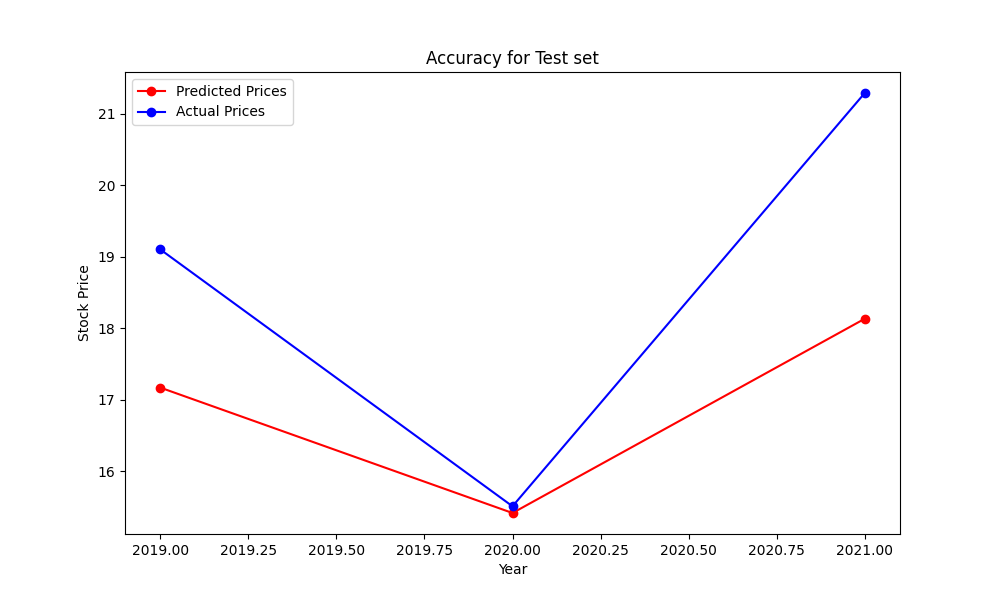 Accuracy for Test set
Predicted Prices
Actual Prices
21
20
19
18
17
16
Stock Price
2019.00 2019.25 2019.50 2019.75 2020.00 2020.25 2020.50 2020.75 2021.00
Year